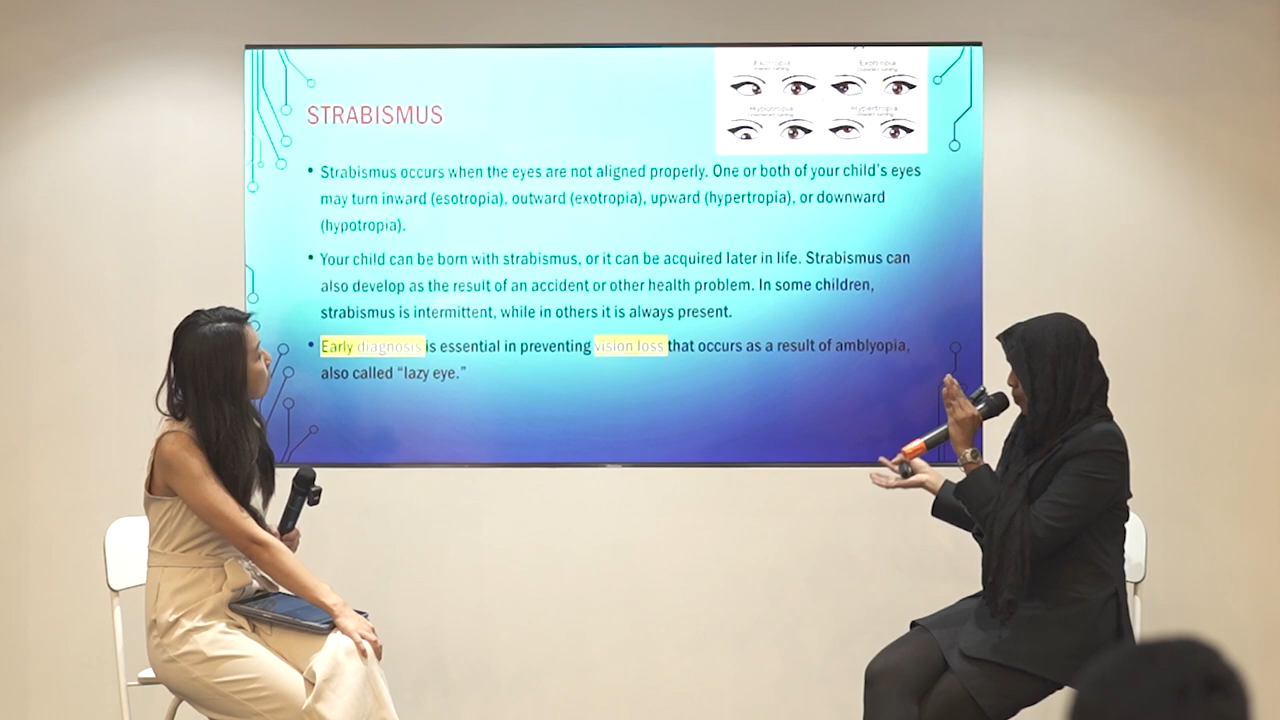 Exotropia
STRABISMUS
Hypotropia
Hypertropia
• Strabismus occurs when the eyes are not aligned properly. One or both of your child's eyes
may turn inward (esotropia), outward (exotropia), upward (hypertropia), or downward
(hypotropia).
• Your child can be born with strabismus, or it can be acquired later in life. Strabismus can
also develop as the result of an accident or other health problem. In some children,
strabismus is intermittent, while in others it is always present.
• Early diagnosis is essential in preventing vision loss that occurs as a result of amblyopia,
also called “lazy eye.”